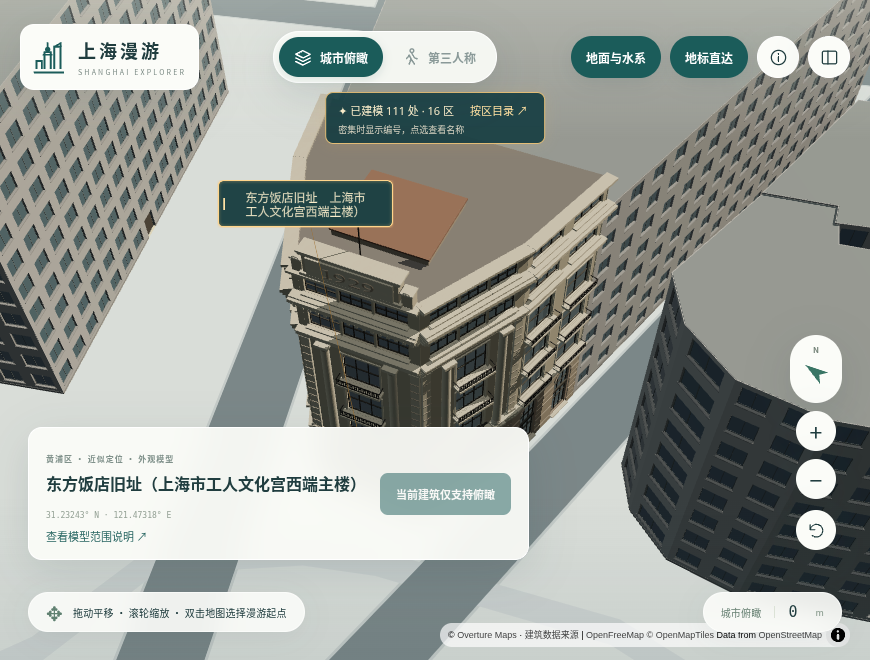 上海漫游
SHANGHAI EXPLORER
城市俯瞰
第三人称
地面与水系
地标直达
✦ 已建模 111 处 · 16 区 按区目录 ↗
密集时显示编号，点选查看名称
东方饭店旧址 上海市
工人文化宫西端主楼）
1929
N
黄浦区 · 近似定位 · 外观模型
东方饭店旧址（上海市工人文化宫西端主楼）
当前建筑仅支持俯瞰
31.23243° N · 121.47318° E
查看模型范围说明 ↗
拖动平移 · 滚轮缩放 · 双击地图选择漫游起点
城市俯瞰 0 m
© Overture Maps · 建筑数据来源 | OpenFreeMap © OpenMapTiles Data from OpenStreetMap